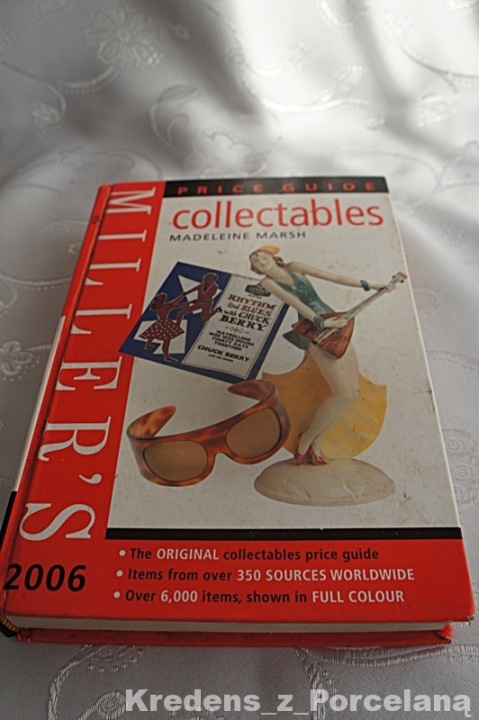 PRICE GUIDE
collectables
MADELEINE MARSH
MILLER'S
RHYTHM
and BLUES
with CHUCK
BERRY
CHUCK BERRY
2006
• The ORIGINAL collectables price guide
• Items from over 350 SOURCES WORLDWIDE
• Over 6,000 items, shown in FULL COLOUR
Kredens_z_Porcelaną